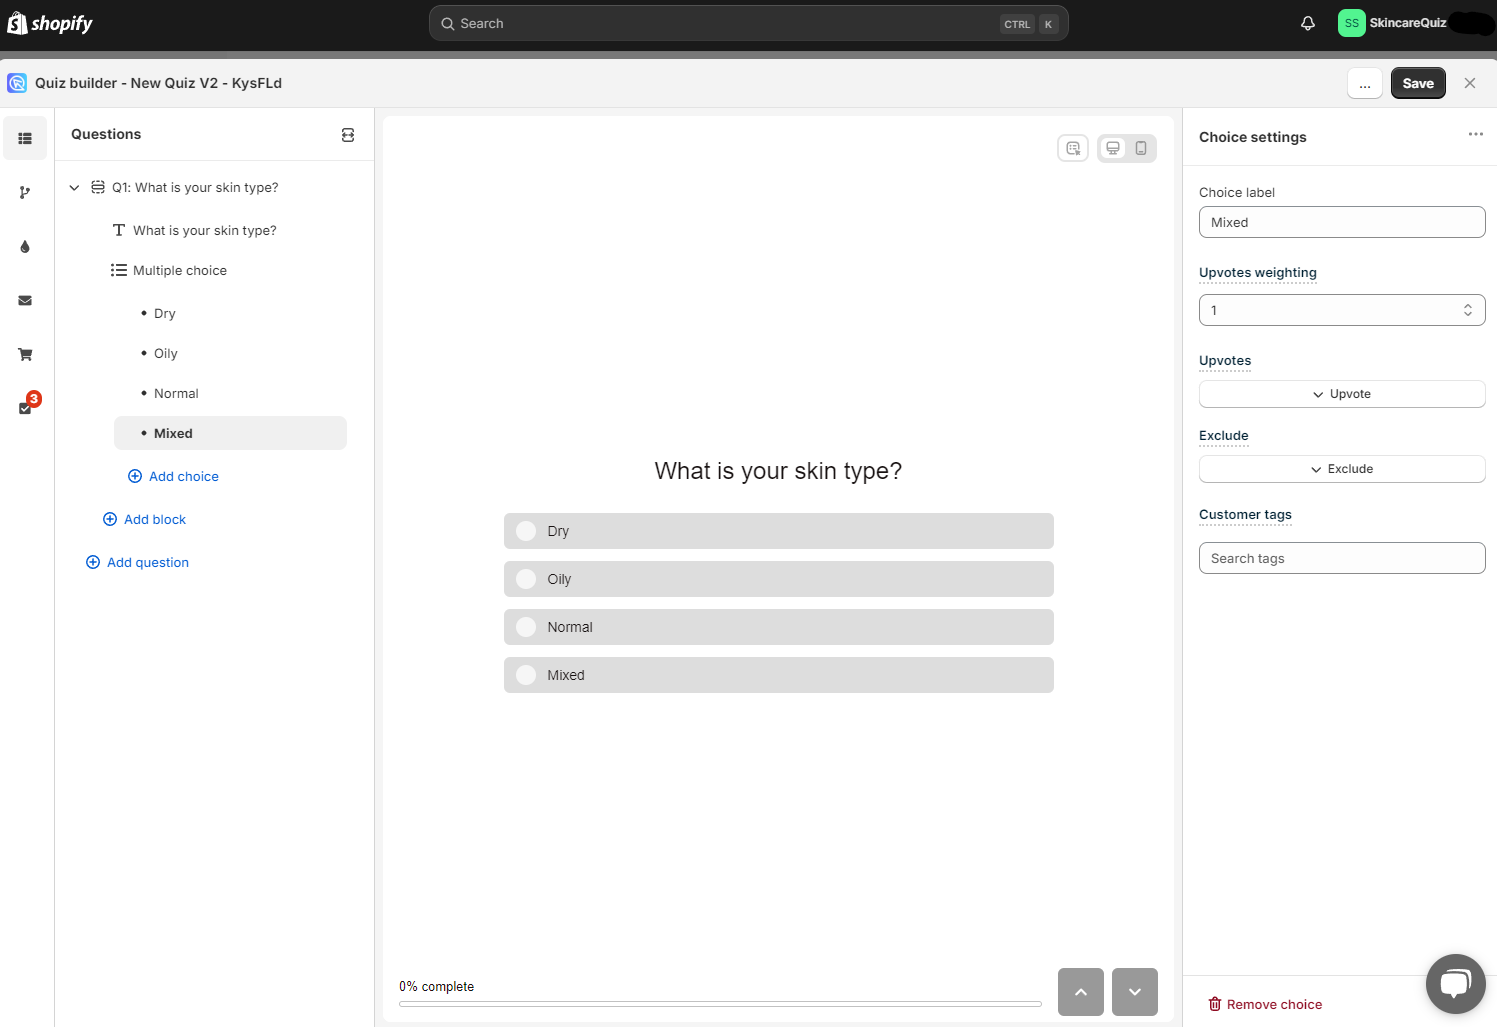 shopify
Search
CTRL K
SS
SkincareQuiz
Quiz builder - New Quiz V2 - KysFLd
...
Save
Questions
Q1: What is your skin type?
What is your skin type?
Multiple choice
• Dry
• Oily
• Normal
• Mixed
Add choice
Add block
Add question
3
What is your skin type?
Dry
Oily
Normal
Mixed
0% complete
Choice settings
Choice label
Mixed
Upvotes weighting
1
Upvotes
Upvote
Exclude
Exclude
Customer tags
Search tags
Remove choice